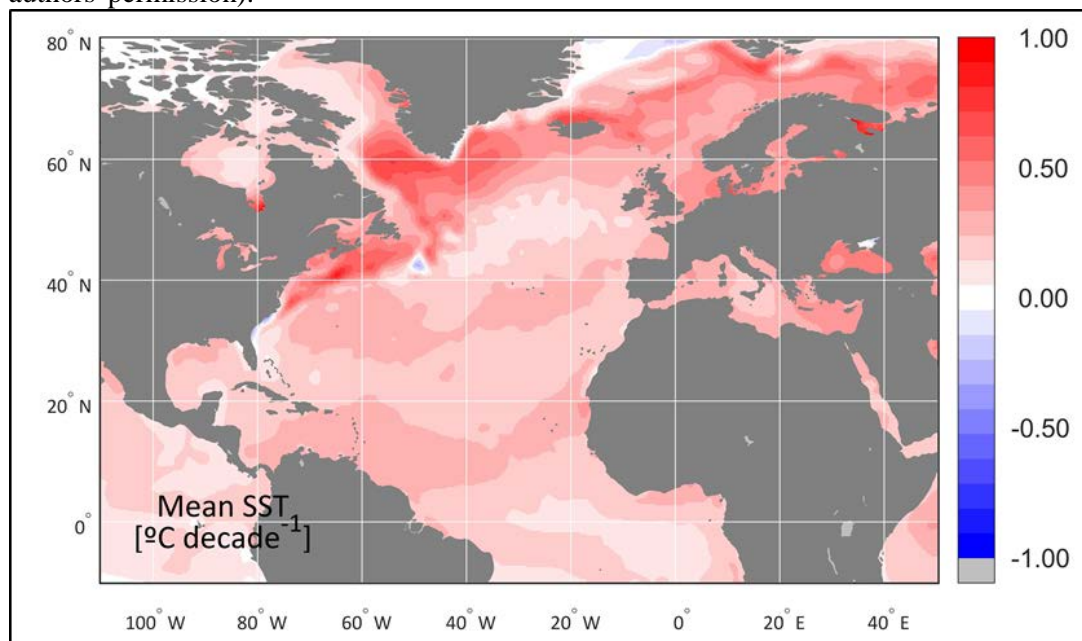 authors' permission).
80° N
60° N
40° N
20° N
0°
100° W
80° W
60° W
40° W
20° W
0°
20° E
40° E
Mean SST
[ºC decade⁻¹]
1.00
0.50
0.00
-0.50
-1.00